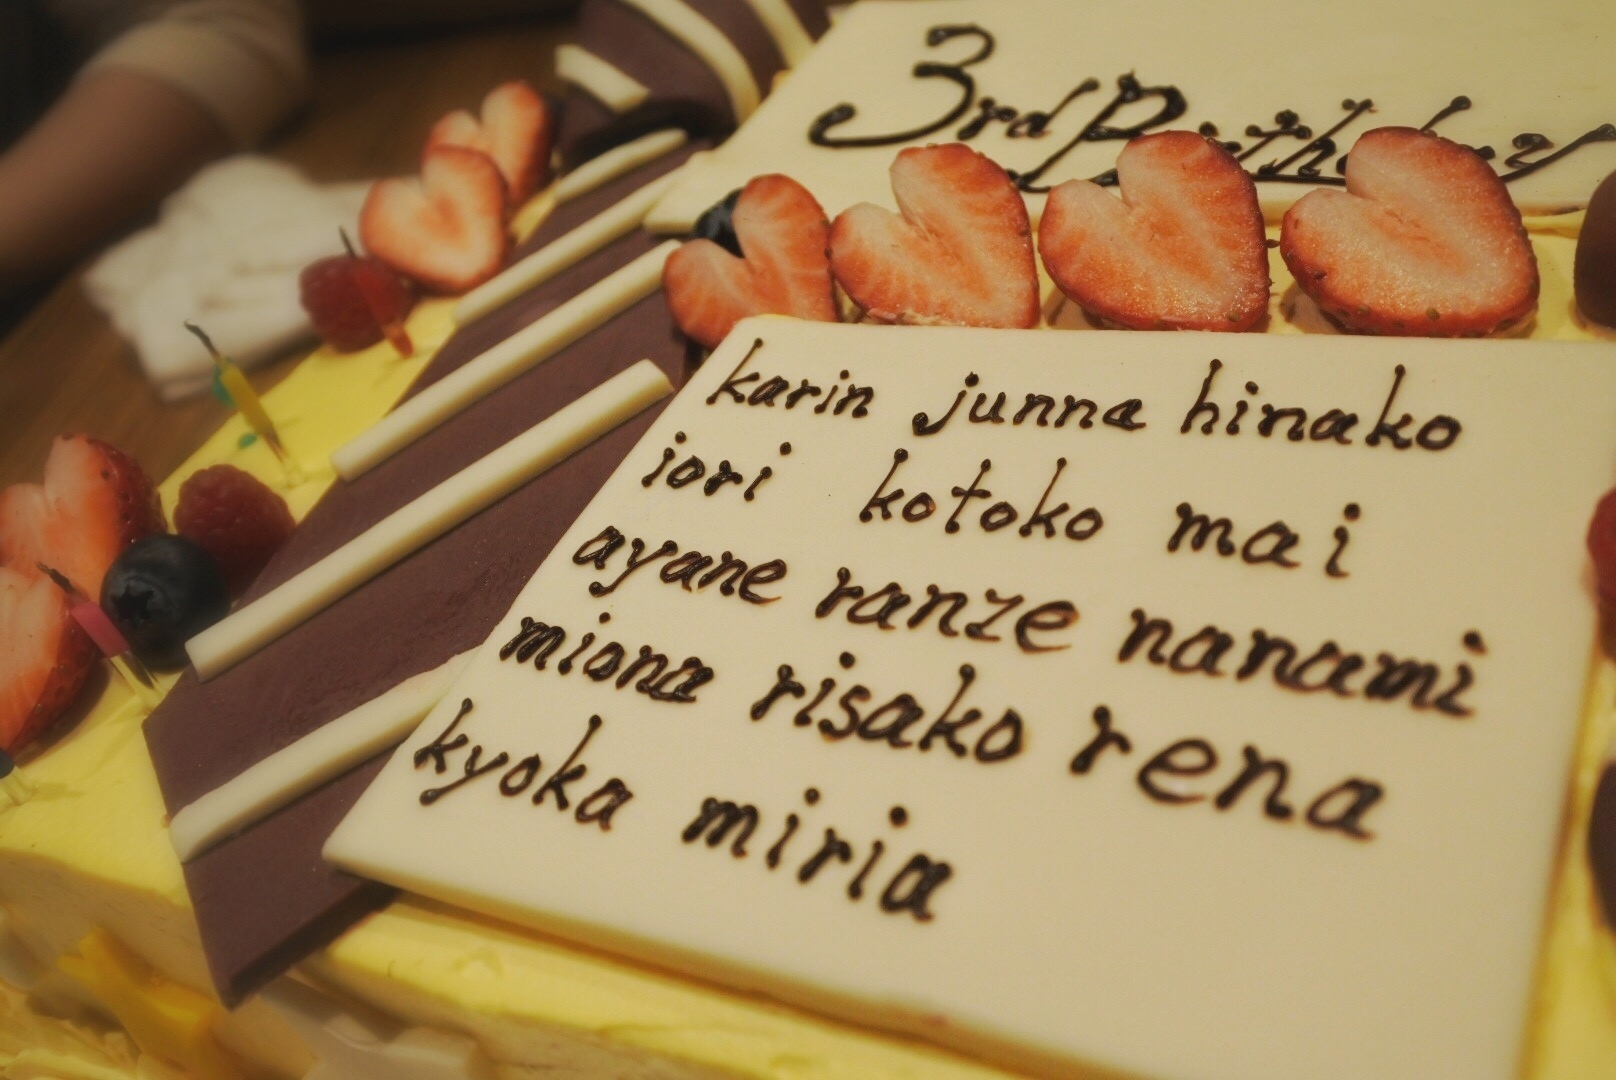 3rd Birthday
karin junna hinako
iori kotoko mai
ayane ranze nanami
miona risako rena
kyoka miria